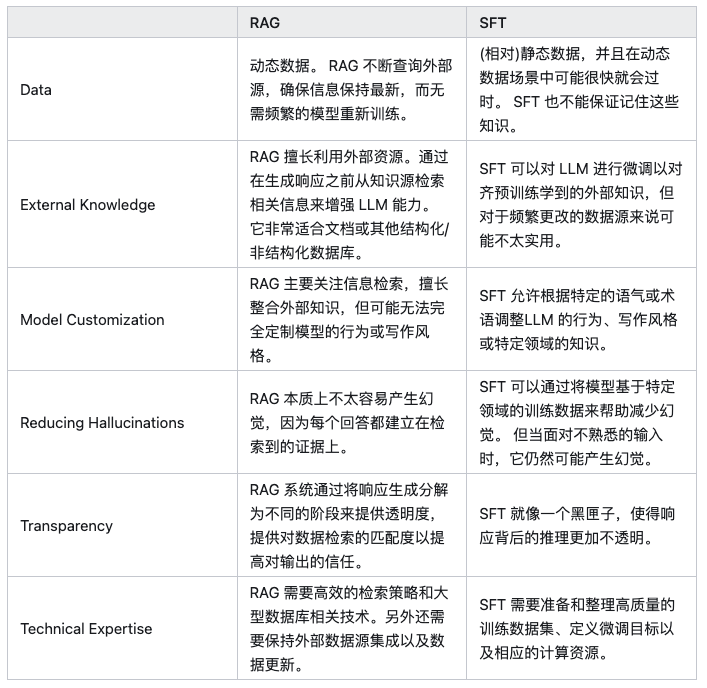 RAG
SFT
Data
动态数据。 RAG 不断查询外部
源，确保信息保持最新，而无
需频繁的模型重新训练。
(相对)静态数据，并且在动态
数据场景中可能很快就会过
时。 SFT 也不能保证记住这些
知识。
External Knowledge
RAG 擅长利用外部资源。通过
在生成响应之前从知识源检索
相关信息来增强 LLM 能力。
它非常适合文档或其他结构化/
非结构化数据库。
SFT 可以对 LLM 进行微调以对
齐预训练学到的外部知识，但
对于频繁更改的数据源来说可
能不太实用。
Model Customization
RAG 主要关注信息检索，擅长
整合外部知识，但可能无法完
全定制模型的行为或写作风
格。
SFT 允许根据特定的语气或术
语调整LLM 的行为、写作风格
或特定领域的知识。
Reducing Hallucinations
RAG 本质上不太容易产生幻
觉，因为每个回答都建立在检
索到的证据上。
SFT 可以通过将模型基于特定
领域的训练数据来帮助减少幻
觉。 但当面对不熟悉的输入
时，它仍然可能产生幻觉。
Transparency
RAG 系统通过将响应生成分解
为不同的阶段来提供透明度，
提供对数据检索的匹配度以提
高对输出的信任。
SFT 就像一个黑匣子，使得响
应背后的推理更加不透明。
Technical Expertise
RAG 需要高效的检索策略和大
型数据库相关技术。另外还需
要保持外部数据源集成以及数
据更新。
SFT 需要准备和整理高质量的
训练数据集、定义微调目标以
及相应的计算资源。